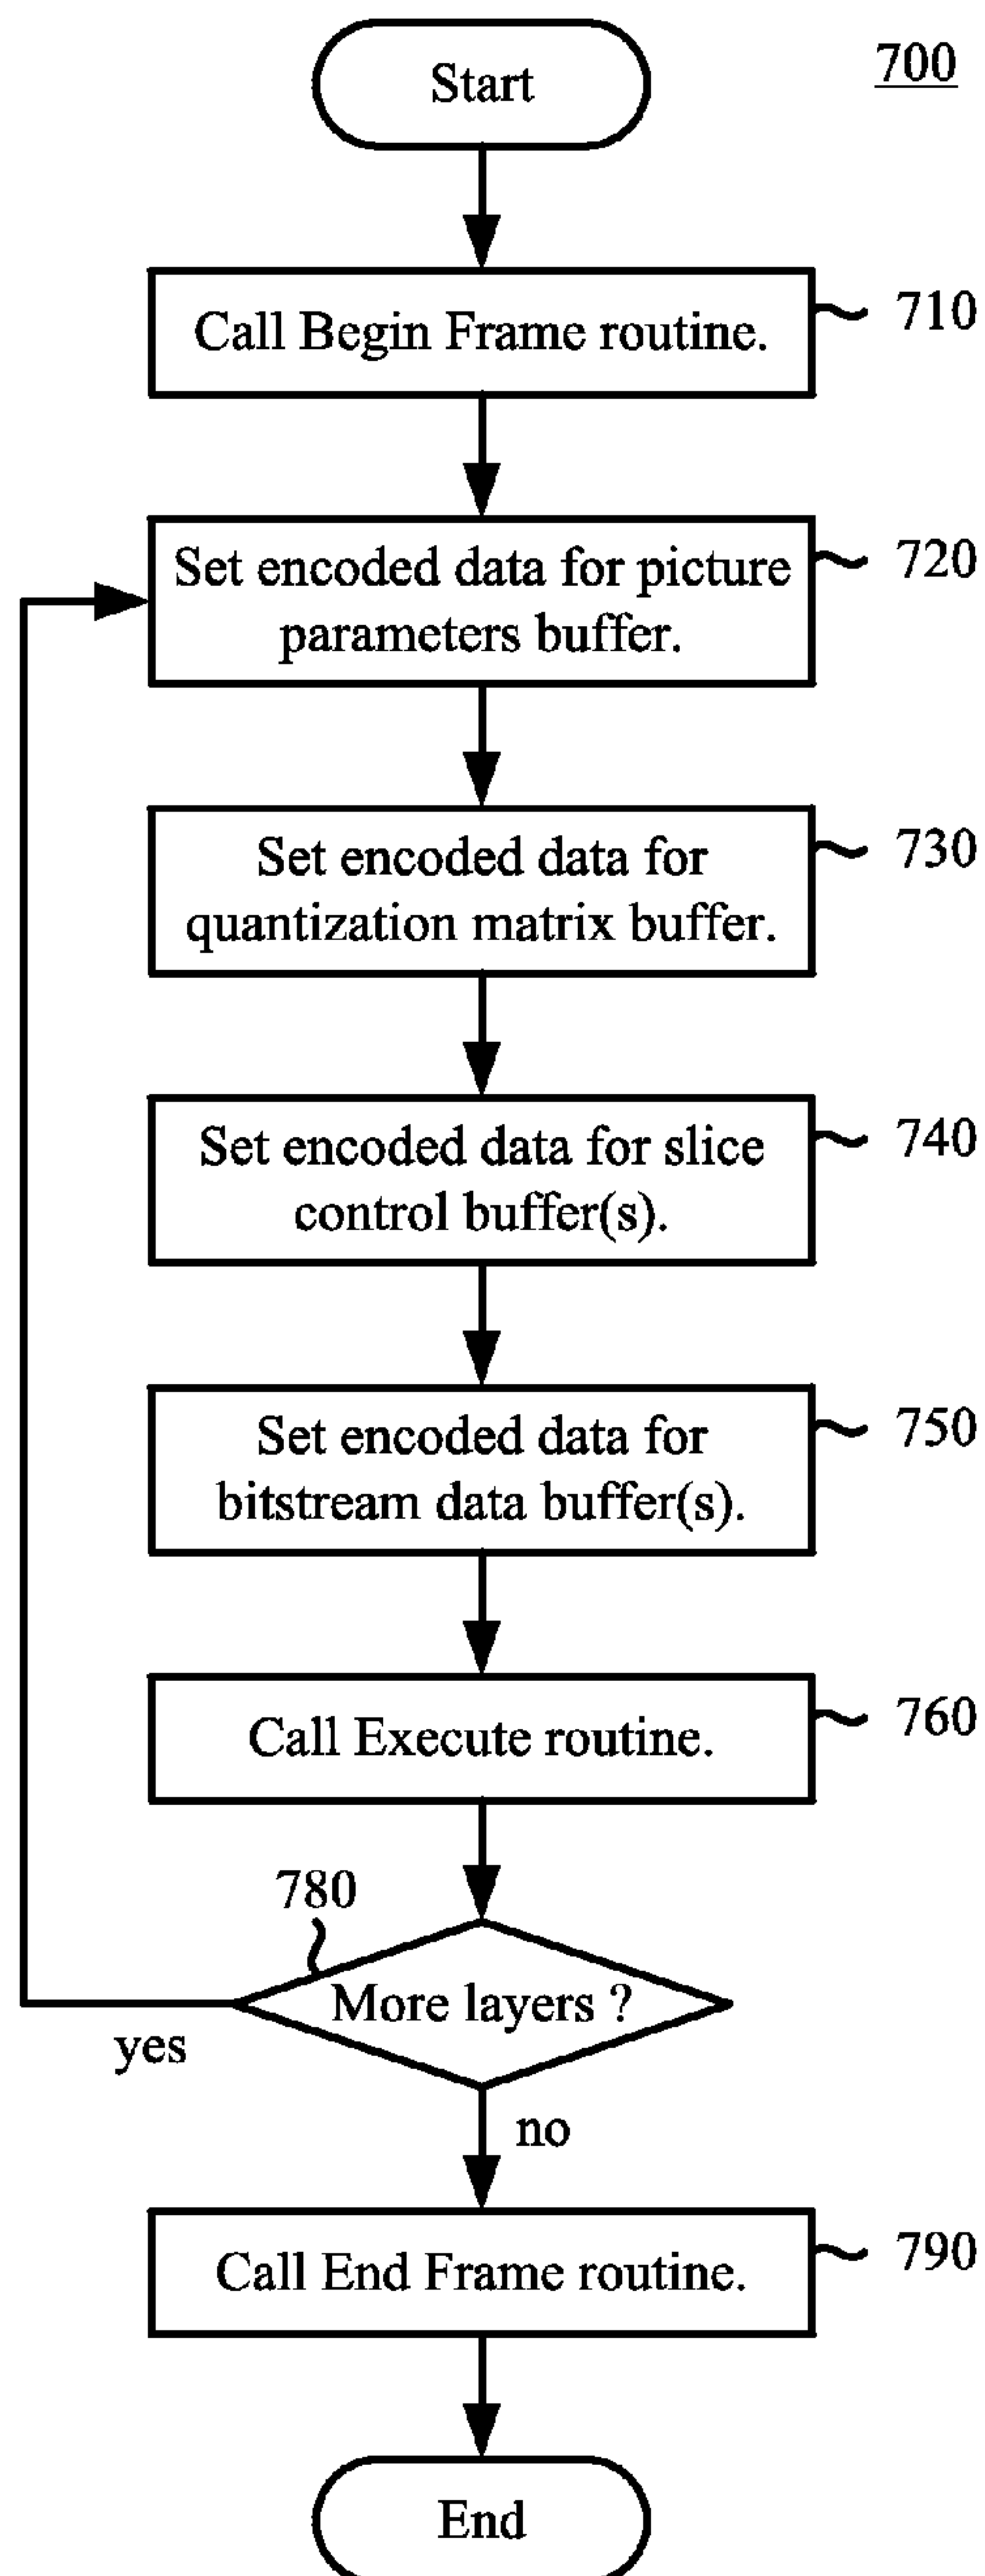 Start
700
Call Begin Frame routine.
710
Set encoded data for picture
parameters buffer.
720
Set encoded data for
quantization matrix buffer.
730
Set encoded data for slice
control buffer(s).
740
Set encoded data for
bitstream data buffer(s).
750
Call Execute routine.
760
780
More layers ?
yes
no
Call End Frame routine.
790
End